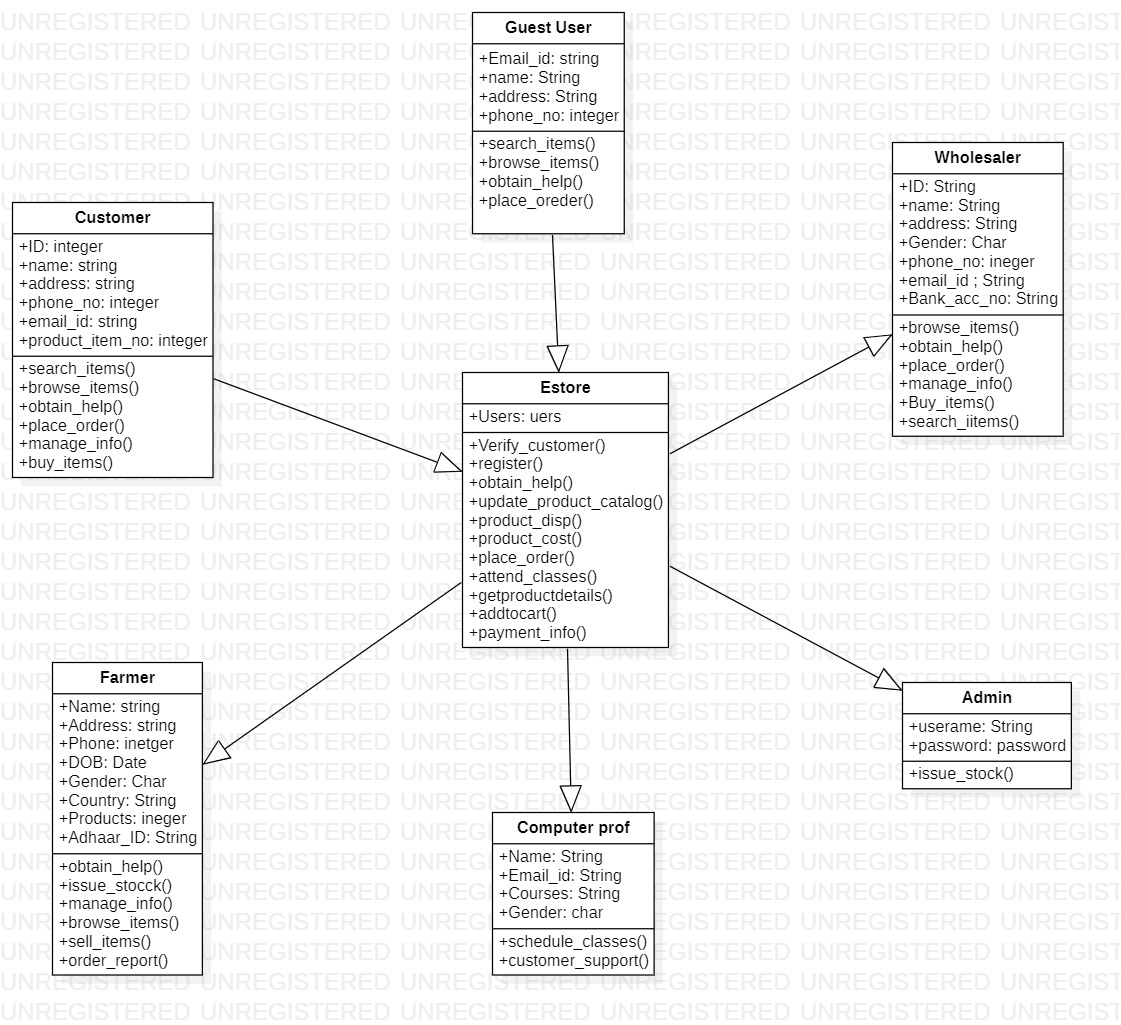 Guest User
+Email_id: string
+name: String
+address: String
+phone_no: integer
+search_items()
+browse_items()
+obtain_help()
+place_oreder()
Wholesaler
+ID: String
+name: String
+address: String
+Gender: Char
+phone_no: ineger
+email_id ; String
+Bank_acc_no: String
+browse_items()
+obtain_help()
+place_order()
+manage_info()
+Buy_items()
+search_iitems()
Customer
+ID: integer
+name: string
+address: string
+phone_no: integer
+email_id: string
+product_item_no: integer
+search_items()
+browse_items()
+obtain_help()
+place_order()
+manage_info()
+buy_items()
Estore
+Users: uers
+Verify_customer()
+register()
+obtain_help()
+update_product_catalog()
+product_disp()
+product_cost()
+place_order()
+attend_classes()
+getproductdetails()
+addtocart()
+payment_info()
Farmer
+Name: string
+Address: string
+Phone: inetger
+DOB: Date
+Gender: Char
+Country: String
+Products: ineger
+Adhaar_ID: String
+obtain_help()
+issue_stocck()
+manage_info()
+browse_items()
+sell_items()
+order_report()
Computer prof
+Name: String
+Email_id: String
+Courses: String
+Gender: char
+schedule_classes()
+customer_support()
Admin
+userame: String
+password: password
+issue_stock()
UNREGISTERED